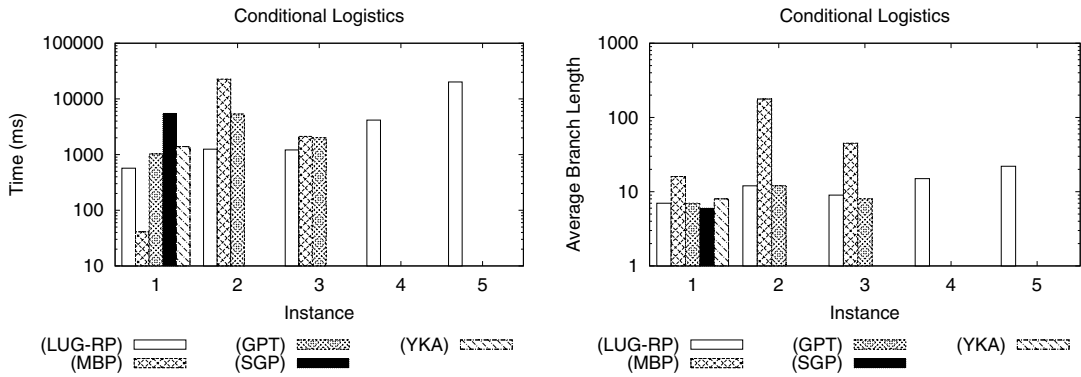 Conditional Logistics
100000
10000
1000
100
10
Time (ms)
1 2 3 4 5
Instance
(LUG-RP) (GPT) (YKA)
(MBP) (SGP)
Conditional Logistics
1000
100
10
1
Average Branch Length
1 2 3 4 5
Instance
(LUG-RP) (GPT) (YKA)
(MBP) (SGP)